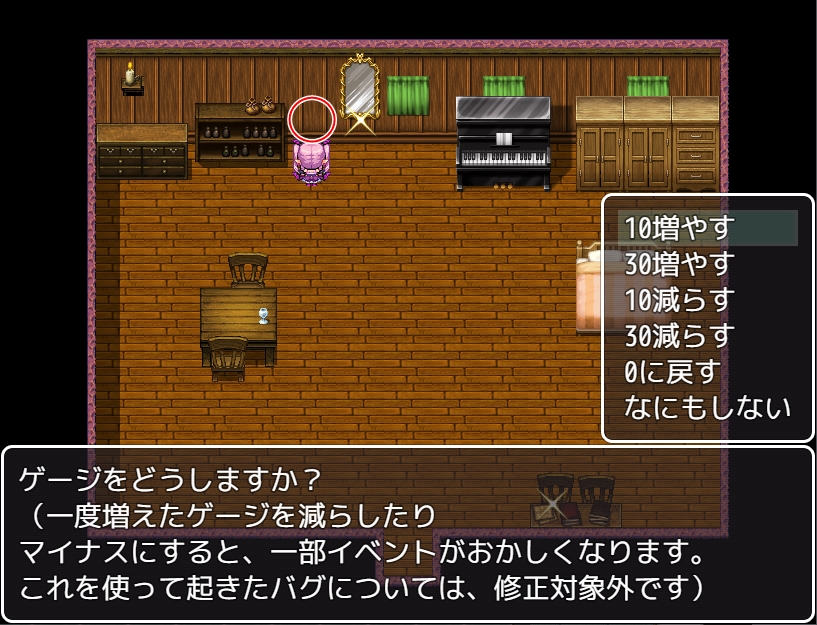 10増やす
30増やす
10減らす
30減らす
0に戻す
なにもしない
ゲージをどうしますか？
（一度増えたゲージを減らしたり
マイナスにすると、一部イベントがおかしくなります。
これを使って起きたバグについては、修正対象外です）